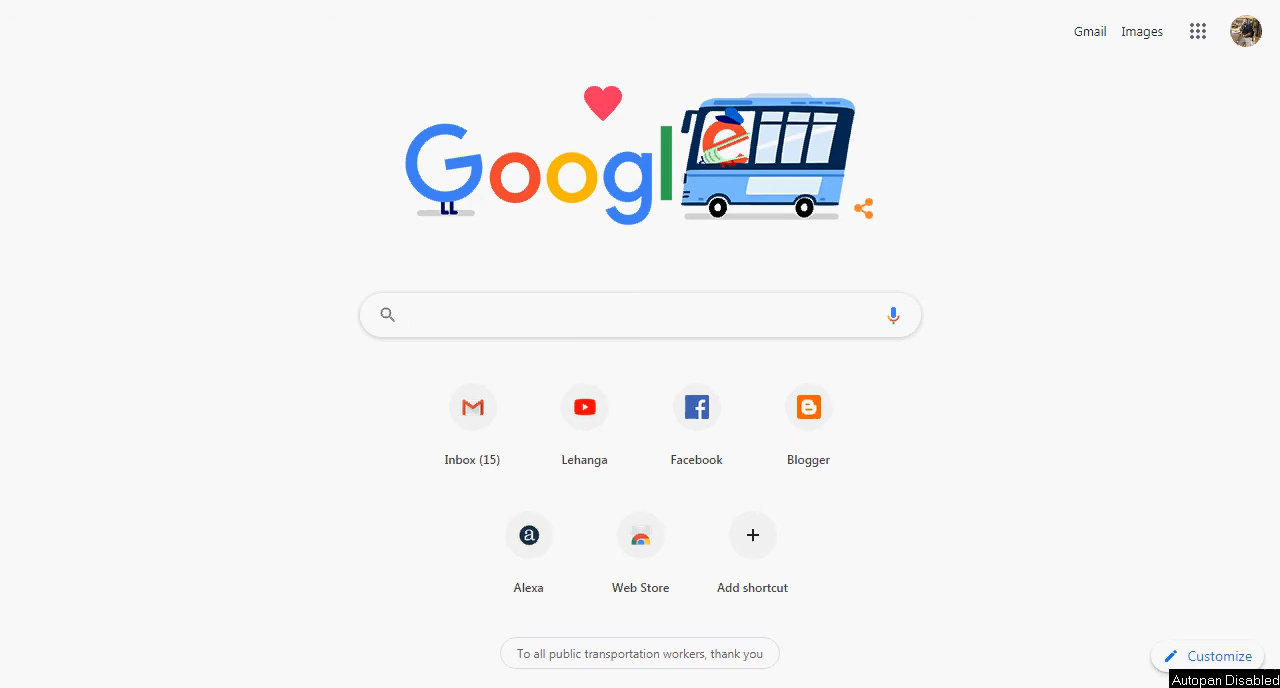 Gmail Images
Google
Inbox (15) Lehanga Facebook Blogger
a
Alexa Web Store Add shortcut
To all public transportation workers, thank you
Customize
Autopan Disabled